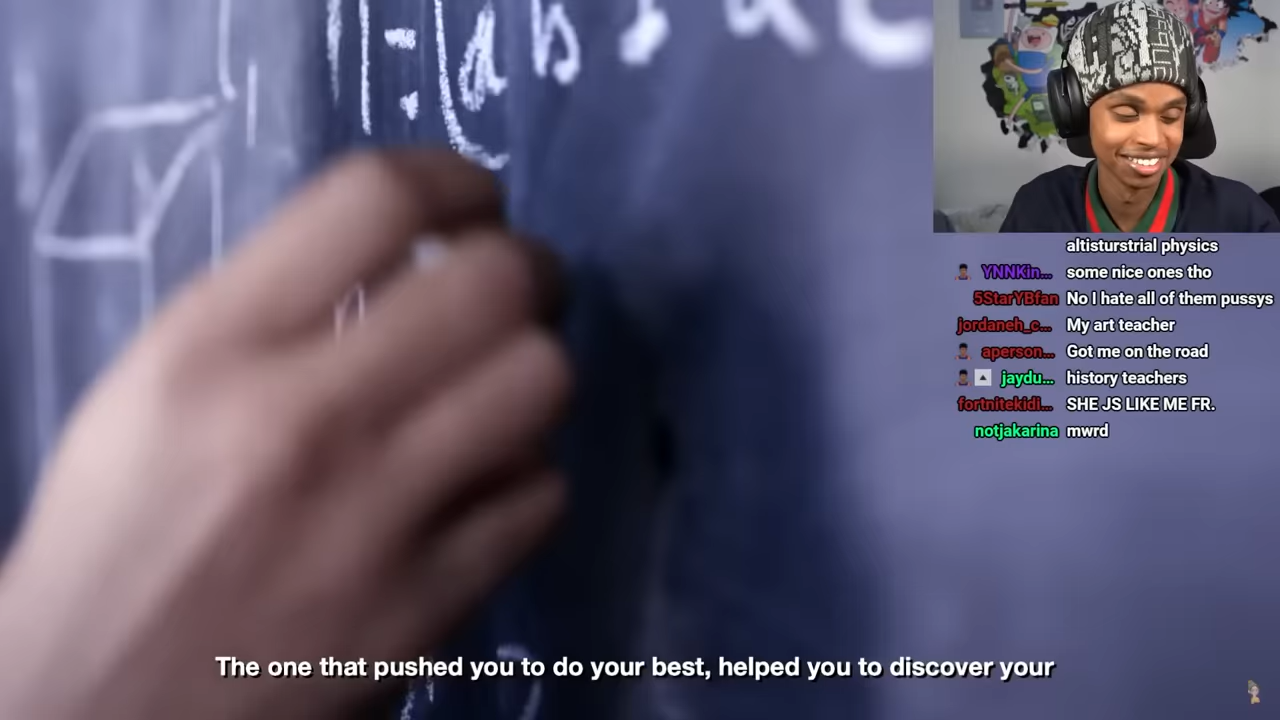 altisturstrial physics
YNNKin... some nice ones tho
5StarYBfan No I hate all of them pussys
jordaneh_c... My art teacher
aperson... Got me on the road
jaydu... history teachers
fortnitekidi... SHE JS LIKE ME FR.
notjakarina mwrd
The one that pushed you to do your best, helped you to discover your